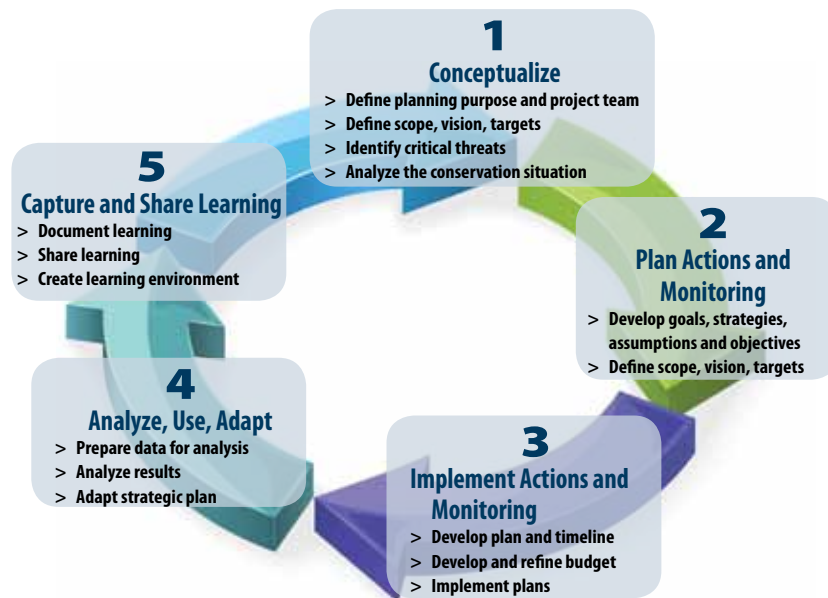 1
Conceptualize
> Define planning purpose and project team
> Define scope, vision, targets
> Identify critical threats
> Analyze the conservation situation
2
Plan Actions and
Monitoring
> Develop goals, strategies,
assumptions and objectives
> Define scope, vision, targets
3
Implement Actions and
Monitoring
> Develop plan and timeline
> Develop and refine budget
> Implement plans
4
Analyze, Use, Adapt
> Prepare data for analysis
> Analyze results
> Adapt strategic plan
5
Capture and Share Learning
> Document learning
> Share learning
> Create learning environment